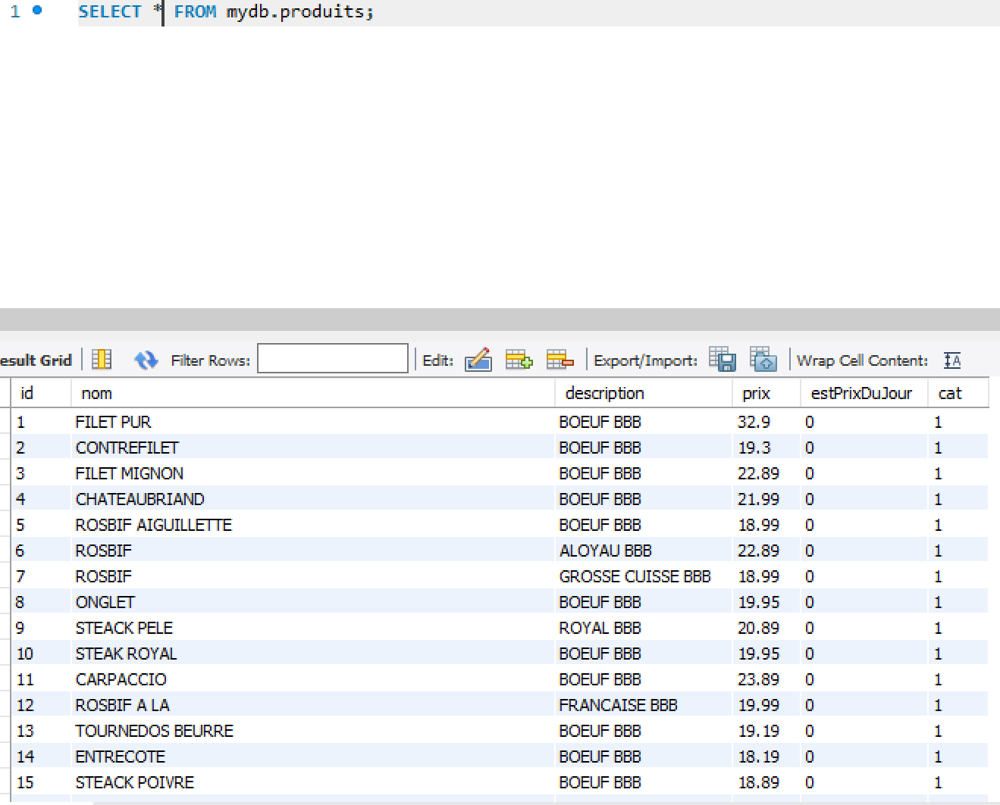 1 SELECT * FROM mydb.produits;
esult Grid Filter Rows: Edit: Export/Import: Wrap Cell Content: IA
id nom description prix estPrixDuJour cat
1 FILET PUR BOEUF BBB 32.9 0 1
2 CONTREFILET BOEUF BBB 19.3 0 1
3 FILET MIGNON BOEUF BBB 22.89 0 1
4 CHATEAUBRIAND BOEUF BBB 21.99 0 1
5 ROSBIF AIGUILLETTE BOEUF BBB 18.99 0 1
6 ROSBIF ALOYAU BBB 22.89 0 1
7 ROSBIF GROSSE CUISSE BBB 18.99 0 1
8 ONGLET BOEUF BBB 19.95 0 1
9 STEACK PELE ROYAL BBB 20.89 0 1
10 STEAK ROYAL BOEUF BBB 19.95 0 1
11 CARPACCIO BOEUF BBB 23.89 0 1
12 ROSBIF A LA FRANCAISE BBB 19.99 0 1
13 TOURNEDOS BEURRE BOEUF BBB 19.19 0 1
14 ENTRECOTE BOEUF BBB 18.19 0 1
15 STEACK POIVRE BOEUF BBB 18.89 0 1